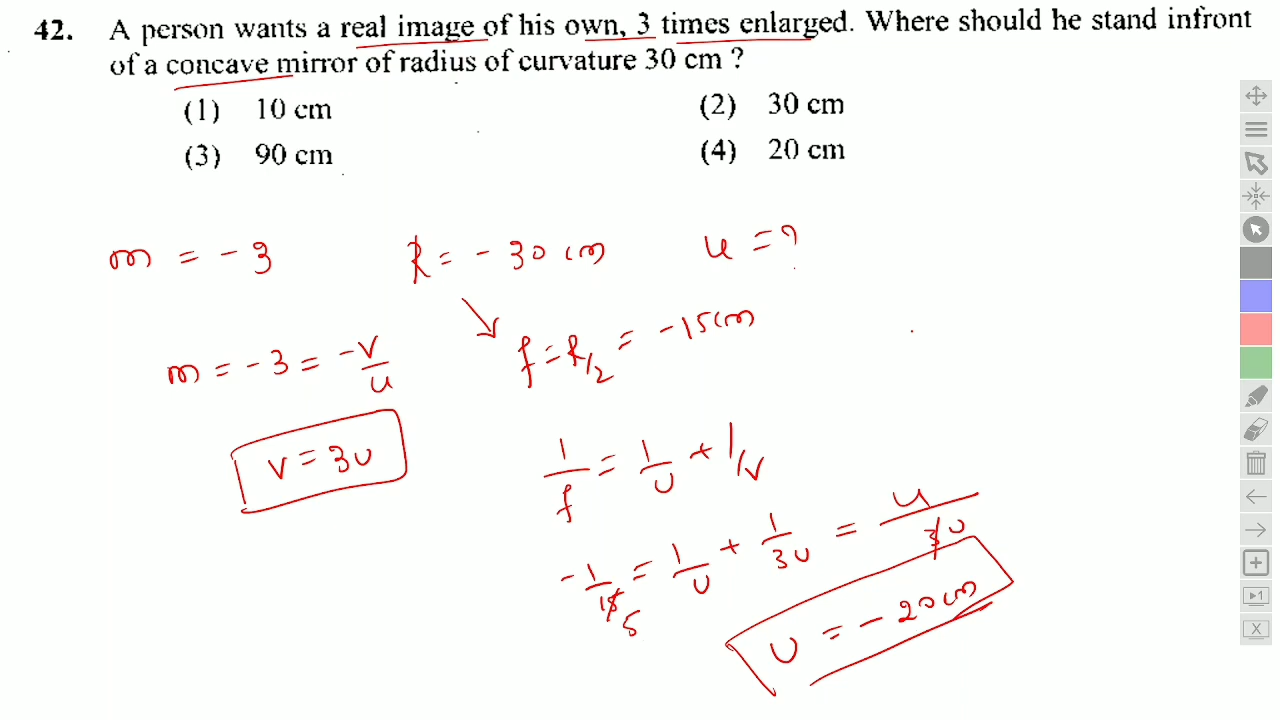 42. A person wants a real image of his own, 3 times enlarged. Where should he stand infront
of a concave mirror of radius of curvature 30 cm ?
(1) 10 cm (2) 30 cm
(3) 90 cm (4) 20 cm
m = -3 R = -30 cm u = ?
f = R/2 = -15 cm
m = -3 = -v/u
v = 3u
1/f = 1/u + 1/v
-1/15 = 1/u + 1/3u = 4/3u
5
u = -20 cm